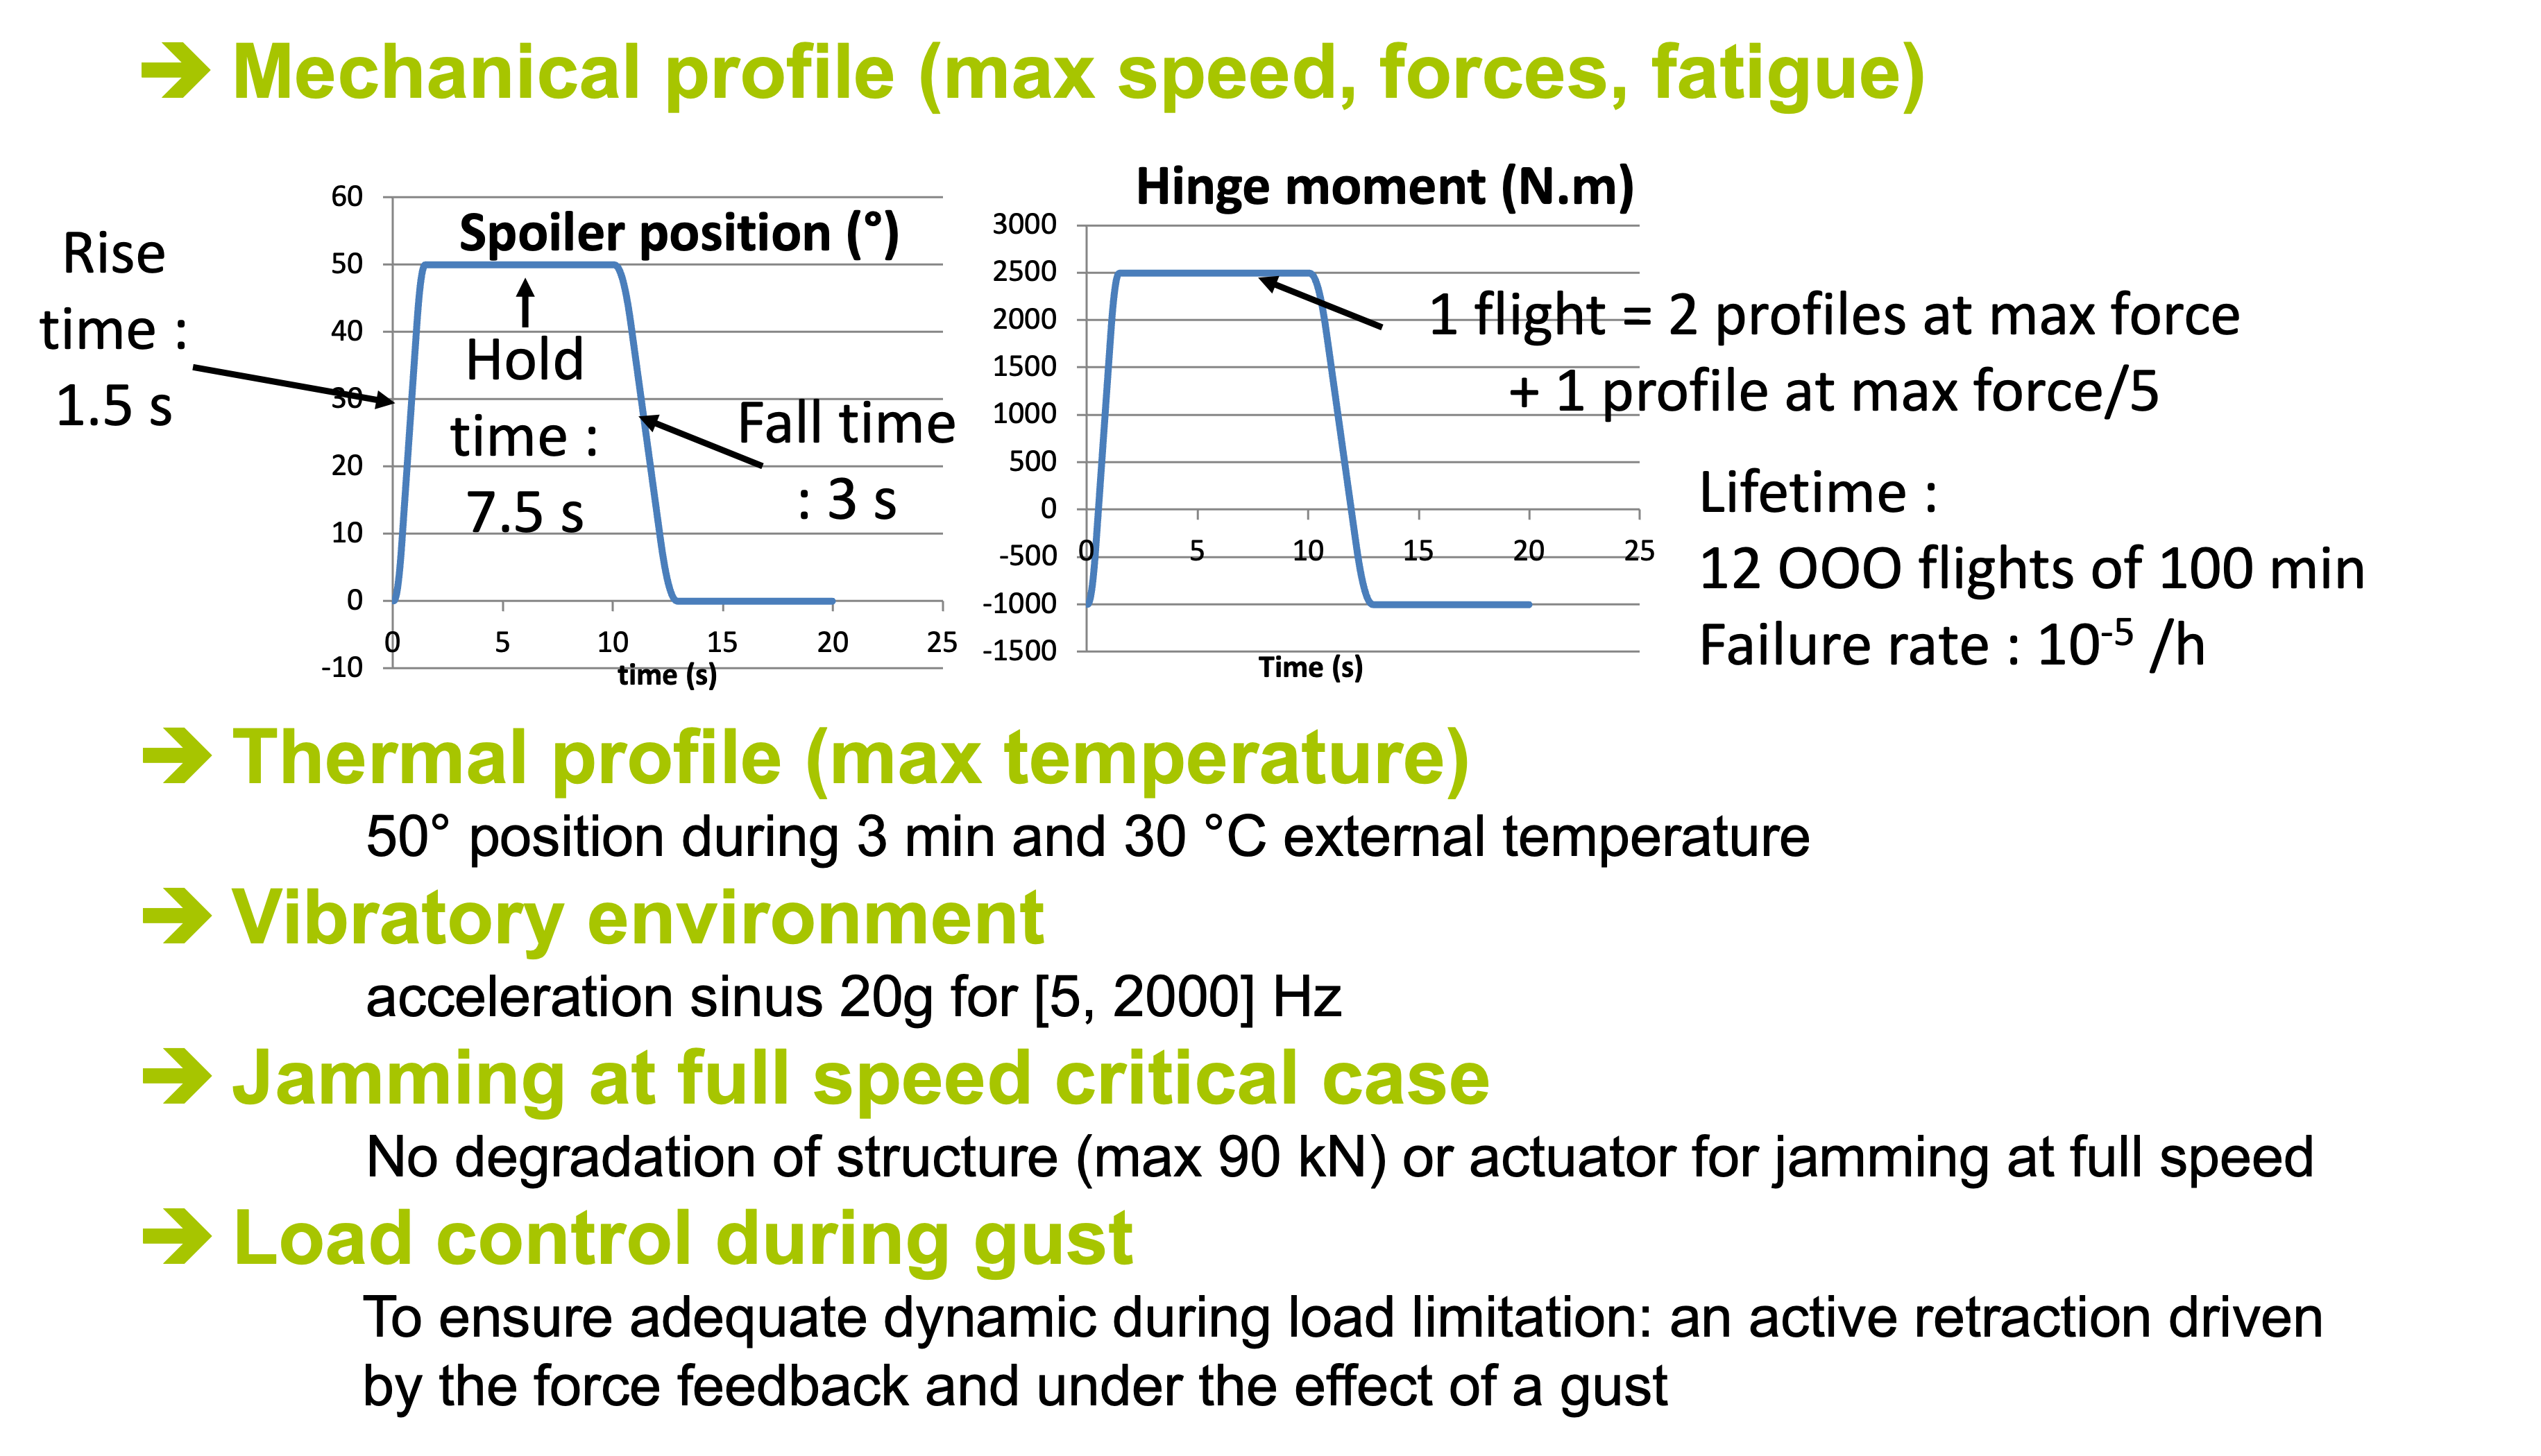 ➔ Mechanical profile (max speed, forces, fatigue)
Rise
time :
1.5 s
60
50
40
30
20
10
0
-10
Spoiler position (°)
Hold
time :
7.5 s
Fall time
: 3 s
0 5 10 15 20 25
time (s)
Hinge moment (N.m)
3000
2500
2000
1500
1000
500
0
-500
-1000
-1500
0 5 10 15 20 25
Time (s)
1 flight = 2 profiles at max force
+ 1 profile at max force/5
Lifetime :
12 OOO flights of 100 min
Failure rate : 10⁻⁵ /h
➔ Thermal profile (max temperature)
50° position during 3 min and 30 °C external temperature
➔ Vibratory environment
acceleration sinus 20g for [5, 2000] Hz
➔ Jamming at full speed critical case
No degradation of structure (max 90 kN) or actuator for jamming at full speed
➔ Load control during gust
To ensure adequate dynamic during load limitation: an active retraction driven
by the force feedback and under the effect of a gust